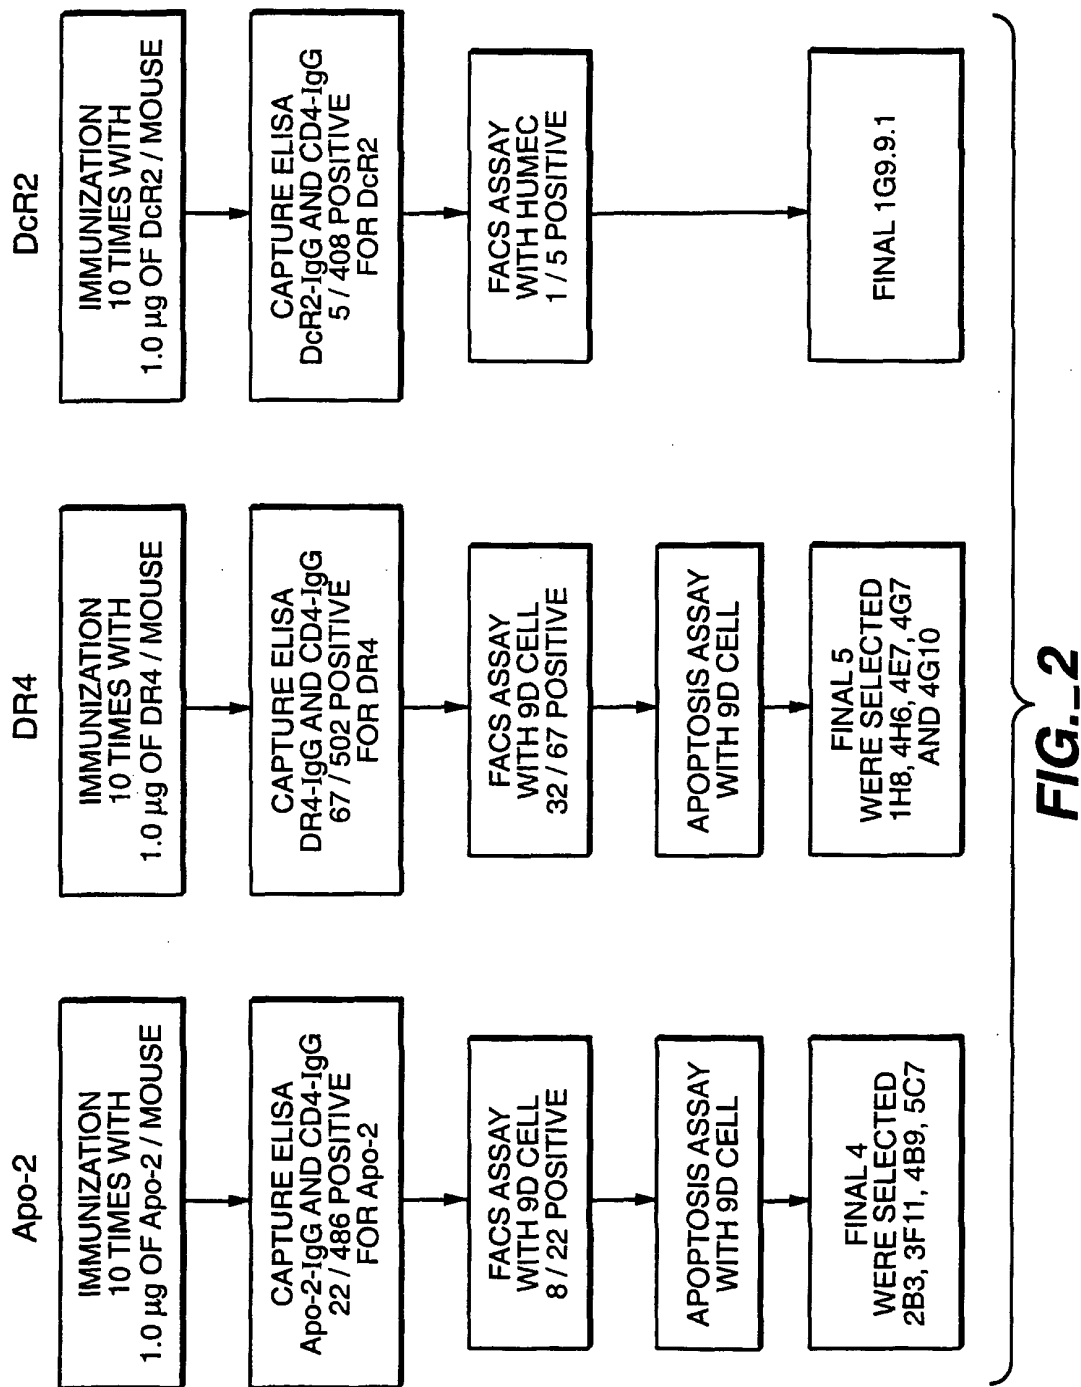 Apo-2
IMMUNIZATION
10 TIMES WITH
1.0 µg OF Apo-2 / MOUSE
CAPTURE ELISA
Apo-2-IgG AND CD4-IgG
22 / 486 POSITIVE
FOR Apo-2
FACS ASSAY
WITH 9D CELL
8 / 22 POSITIVE
APOPTOSIS ASSAY
WITH 9D CELL
FINAL 4
WERE SELECTED
2B3, 3F11, 4B9, 5C7
DR4
IMMUNIZATION
10 TIMES WITH
1.0 µg OF DR4 / MOUSE
CAPTURE ELISA
DR4-IgG AND CD4-IgG
67 / 502 POSITIVE
FOR DR4
FACS ASSAY
WITH 9D CELL
32 / 67 POSITIVE
APOPTOSIS ASSAY
WITH 9D CELL
FINAL 5
WERE SELECTED
1H8, 4H6, 4E7, 4G7
AND 4G10
DcR2
IMMUNIZATION
10 TIMES WITH
1.0 µg OF DcR2 / MOUSE
CAPTURE ELISA
DcR2-IgG AND CD4-IgG
5 / 408 POSITIVE
FOR DcR2
FACS ASSAY
WITH HUMEC
1 / 5 POSITIVE
FINAL 1G9.9.1
FIG._2